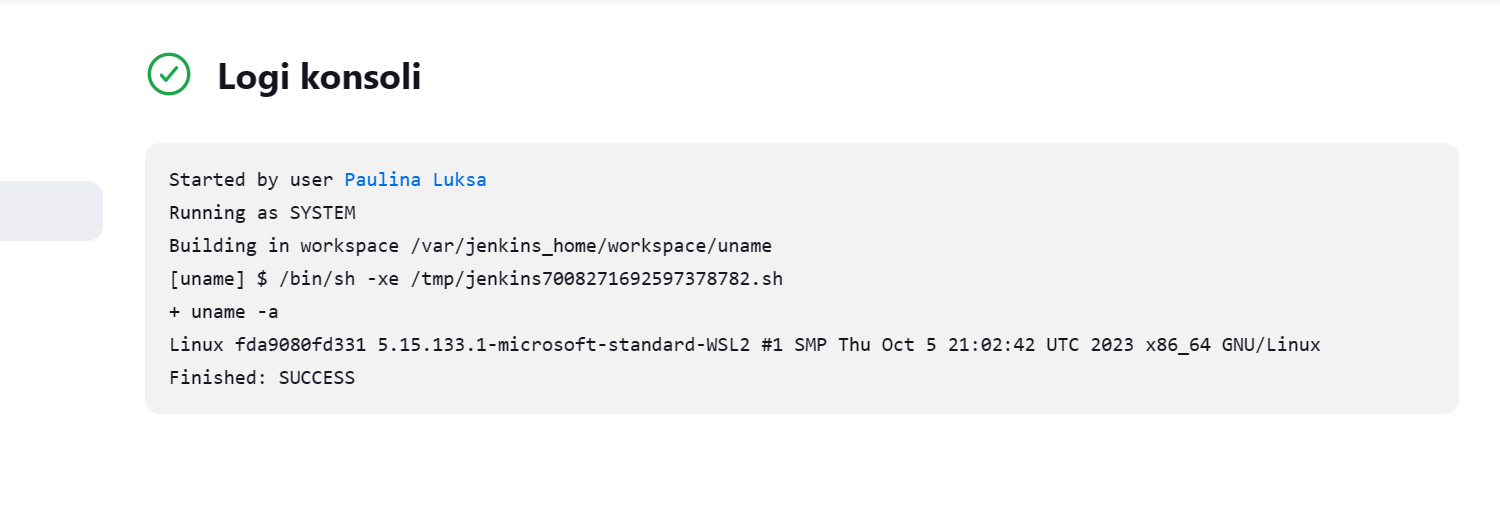 Logi konsoli
Started by user Paulina Luksa
Running as SYSTEM
Building in workspace /var/jenkins_home/workspace/uname
[uname] $ /bin/sh -xe /tmp/jenkins7008271692597378782.sh
+ uname -a
Linux fda9080fd331 5.15.133.1-microsoft-standard-WSL2 #1 SMP Thu Oct 5 21:02:42 UTC 2023 x86_64 GNU/Linux
Finished: SUCCESS